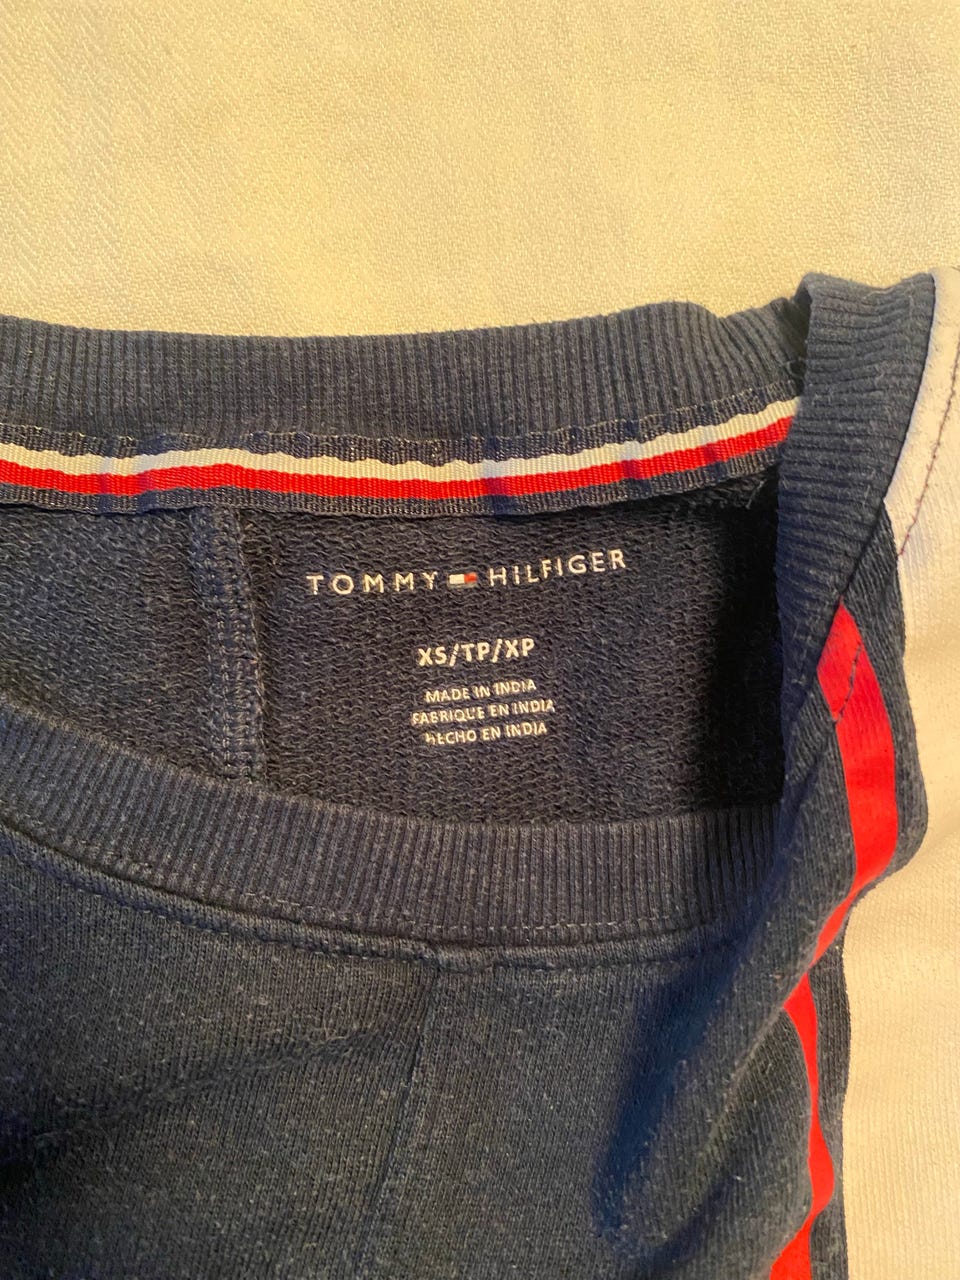 TOMMY HILFIGER
XS/TP/XP
MADE IN INDIA
FABRIQUE EN INDIA
HECHO EN INDIA